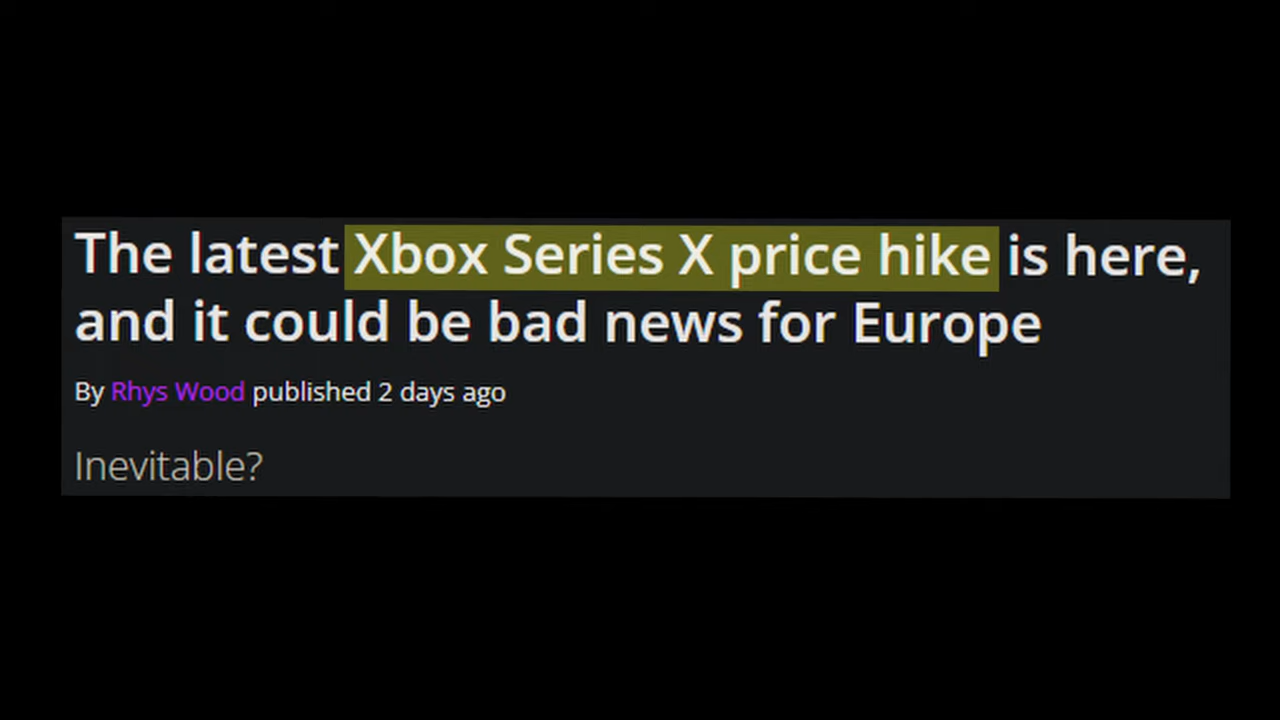 The latest Xbox Series X price hike is here,
and it could be bad news for Europe
By Rhys Wood published 2 days ago
Inevitable?